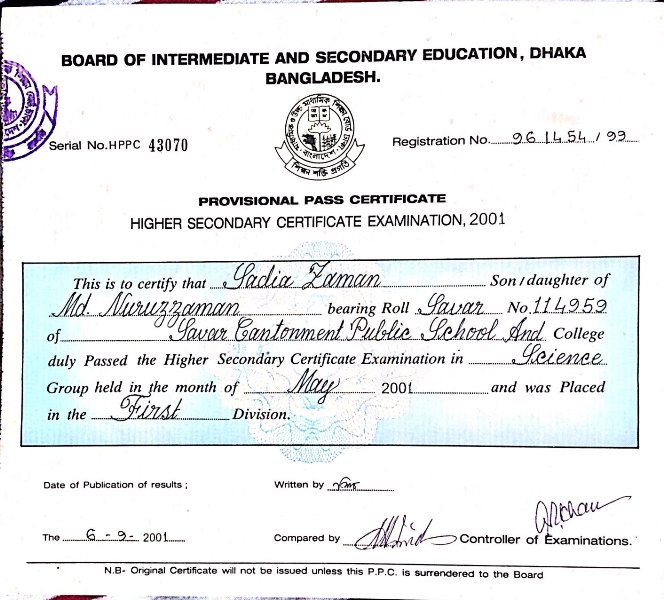 BOARD OF INTERMEDIATE AND SECONDARY EDUCATION, DHAKA
BANGLADESH.
Serial No.HPPC 43070
Registration No. 961454/99
বাংলাদেশ
শিক্ষা শক্তি প্রগতি
PROVISIONAL PASS CERTIFICATE
HIGHER SECONDARY CERTIFICATE EXAMINATION, 2001
This is to certify that Sadia Zaman Son/daughter of
Md. Nuruzzaman bearing Roll Savar No.114959
of Savar Cantonment Public School And College
duly Passed the Higher Secondary Certificate Examination in Science
Group held in the month of May 2001 and was Placed
in the First Division.
Date of Publication of results ; Written by
The 6-9-2001 Compared by Controller of Examinations.
N.B- Original Certificate will not be issued unless this P.P.C. is surrendered to the Board